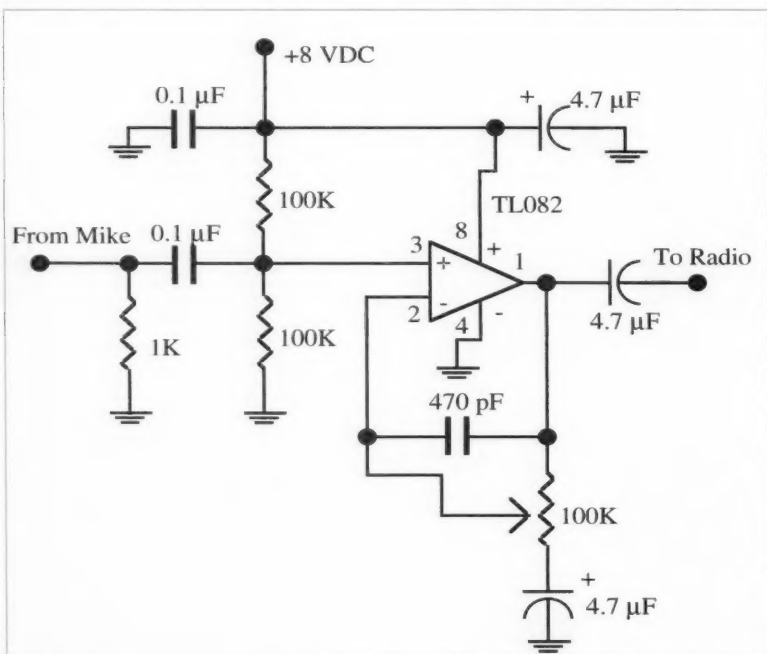 +8 VDC
0.1 µF
+ 4.7 µF
100K
TL082
From Mike
0.1 µF
3
8
+
1
To Radio
+
-
2
4
-
4.7 µF
1K
100K
470 pF
100K
+
4.7 µF